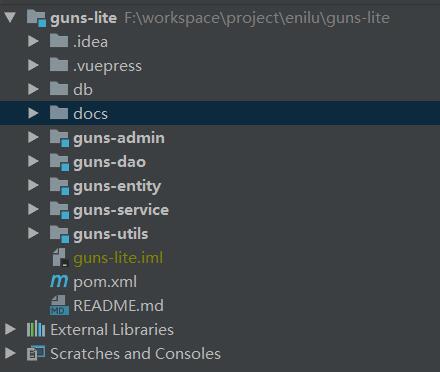 guns-lite F:\workspace\project\enilu\guns-lite
.idea
.vuepress
db
docs
guns-admin
guns-dao
guns-entity
guns-service
guns-utils
guns-lite.iml
m pom.xml
MD README.md
External Libraries
Scratches and Consoles